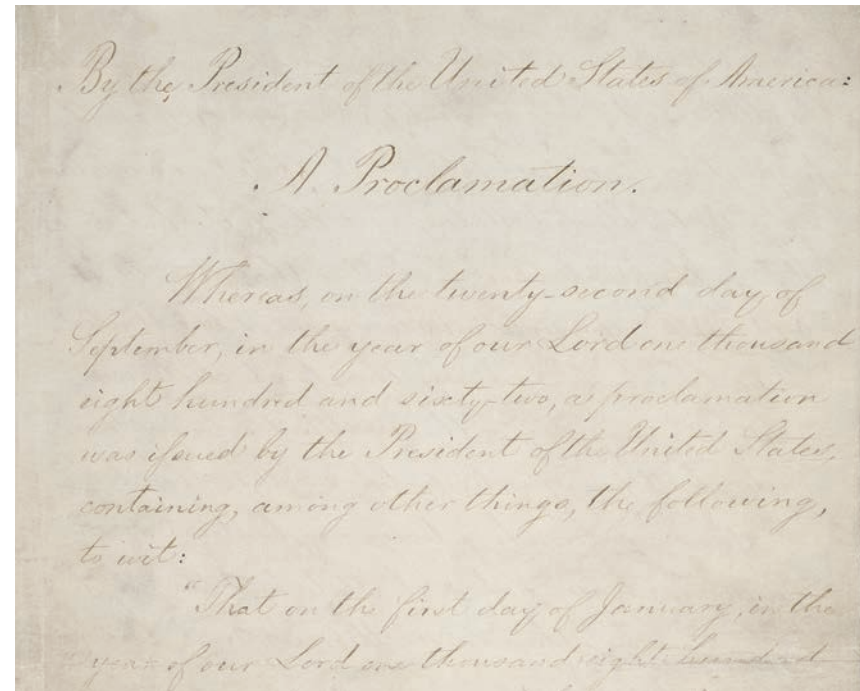 By the President of the United States of America:
A Proclamation.
Whereas, on the twenty-second day of
September, in the year of our Lord one thousand
eight hundred and sixty-two, a proclamation
was issued by the President of the United States,
containing, among other things, the following,
to wit:
"That on the first day of January, in the
year of our Lord one thousand eight hundred